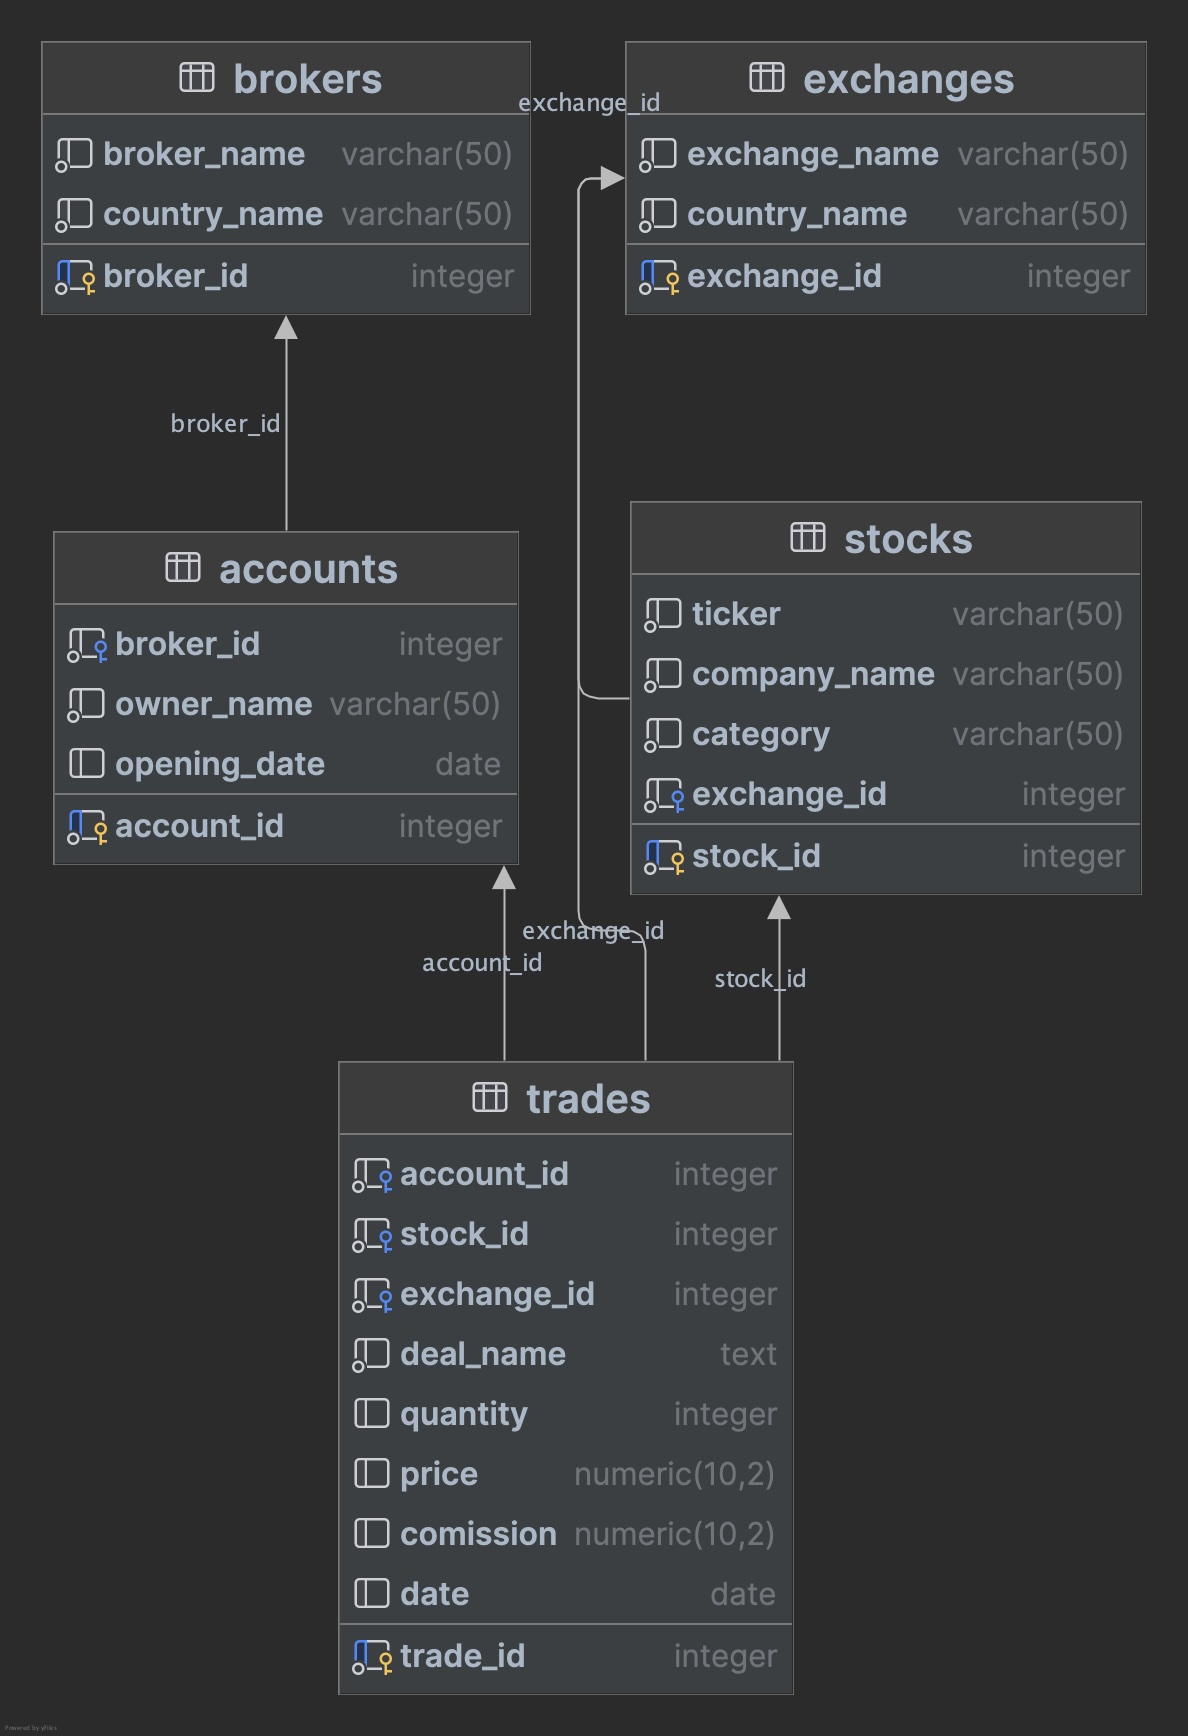 brokers
broker_name varchar(50)
country_name varchar(50)
broker_id integer
exchange_id
exchanges
exchange_name varchar(50)
country_name varchar(50)
exchange_id integer
broker_id
accounts
broker_id integer
owner_name varchar(50)
opening_date date
account_id integer
stocks
ticker varchar(50)
company_name varchar(50)
category varchar(50)
exchange_id integer
stock_id integer
exchange_id
account_id
stock_id
trades
account_id integer
stock_id integer
exchange_id integer
deal_name text
quantity integer
price numeric(10,2)
comission numeric(10,2)
date date
trade_id integer
Powered by yFiles